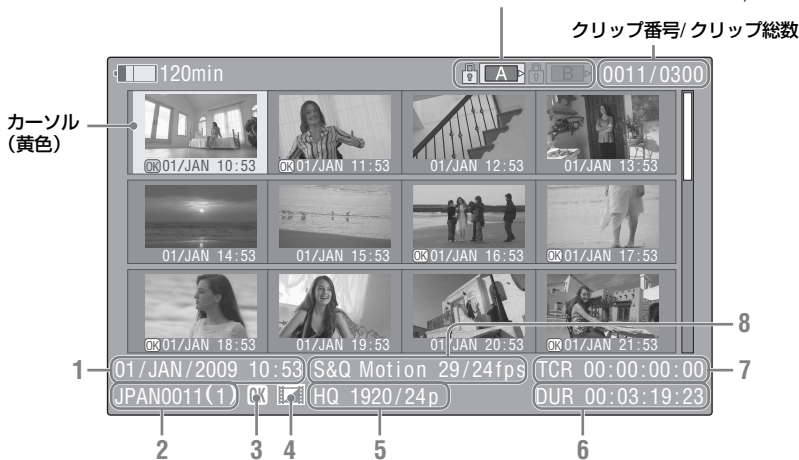 クリップ番号/クリップ総数
120min A B 0011/0300
カーソル
(黄色)
OK 01/JAN 10:53 OK 01/JAN 11:53 01/JAN 12:53 01/JAN 13:53
01/JAN 14:53 01/JAN 15:53 OK 01/JAN 16:53 OK 01/JAN 17:53
OK 01/JAN 18:53 01/JAN 19:53 01/JAN 20:53 OK 01/JAN 21:53
8
1 01/JAN/2009 10:53 S&Q Motion 29/24fps TCR 00:00:00:00 7
JPAN0011(1) OK HQ 1920/24p DUR 00:03:19:23
2 3 4 5 6